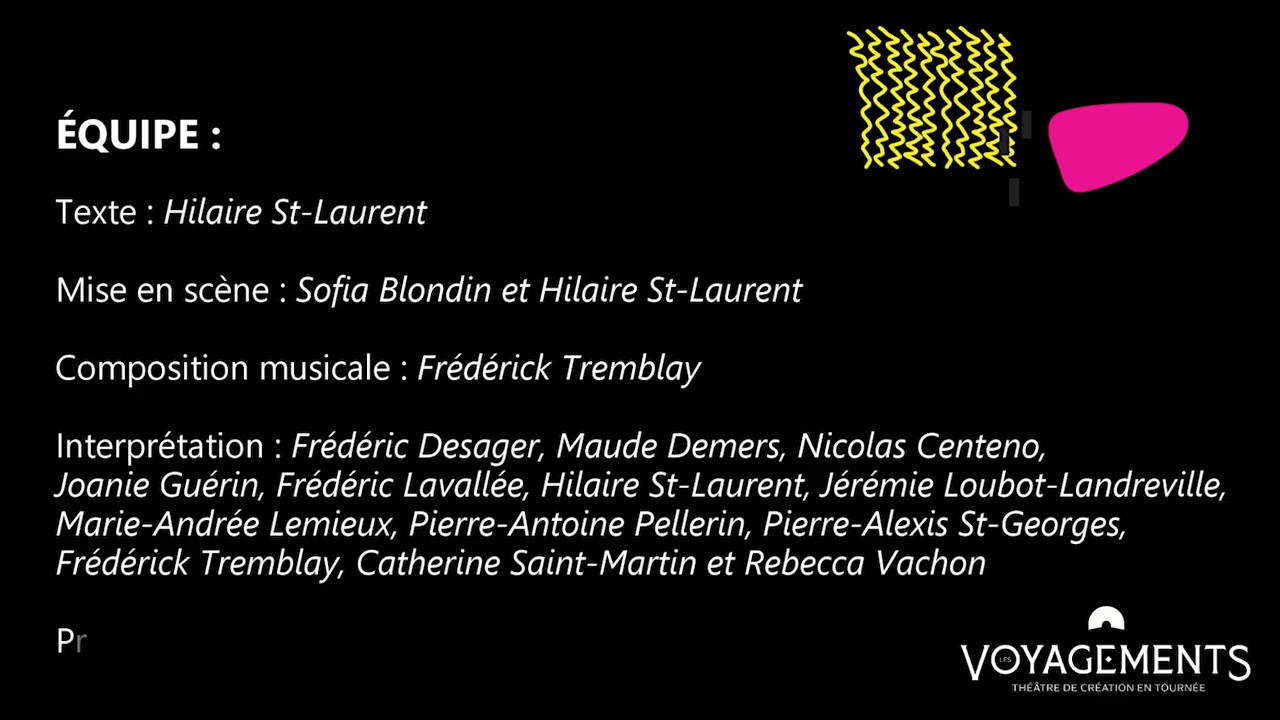 ÉQUIPE :
Texte : Hilaire St-Laurent
Mise en scène : Sofia Blondin et Hilaire St-Laurent
Composition musicale : Frédérick Tremblay
Interprétation : Frédéric Desager, Maude Demers, Nicolas Centeno,
Joanie Guérin, Frédéric Lavallée, Hilaire St-Laurent, Jérémie Loubot-Landreville,
Marie-Andrée Lemieux, Pierre-Antoine Pellerin, Pierre-Alexis St-Georges,
Frédérick Tremblay, Catherine Saint-Martin et Rebecca Vachon
Pr
LES VOYAGEMENTS
THÉÂTRE DE CRÉATION EN TOURNÉE